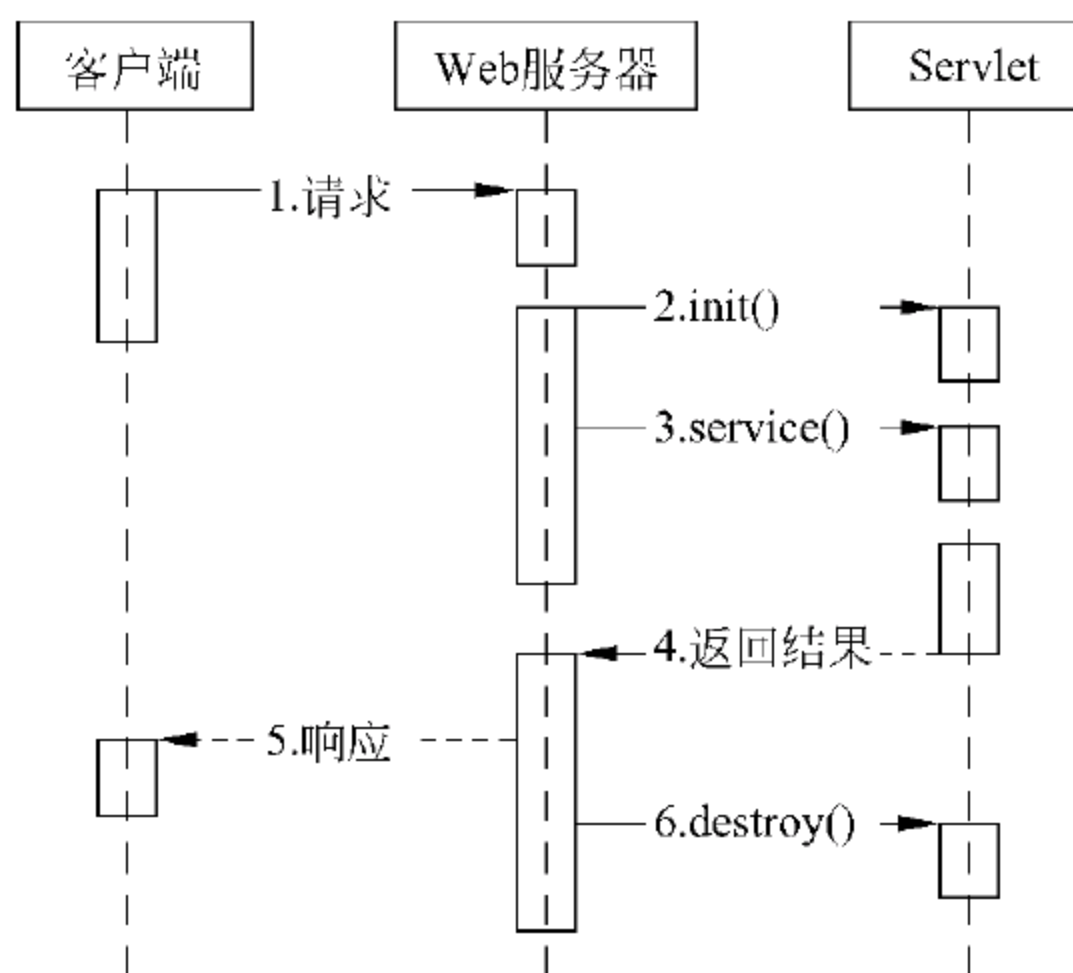 客户端
Web服务器
Servlet
1.请求
2.init()
3.service()
4.返回结果
5.响应
6.destroy()